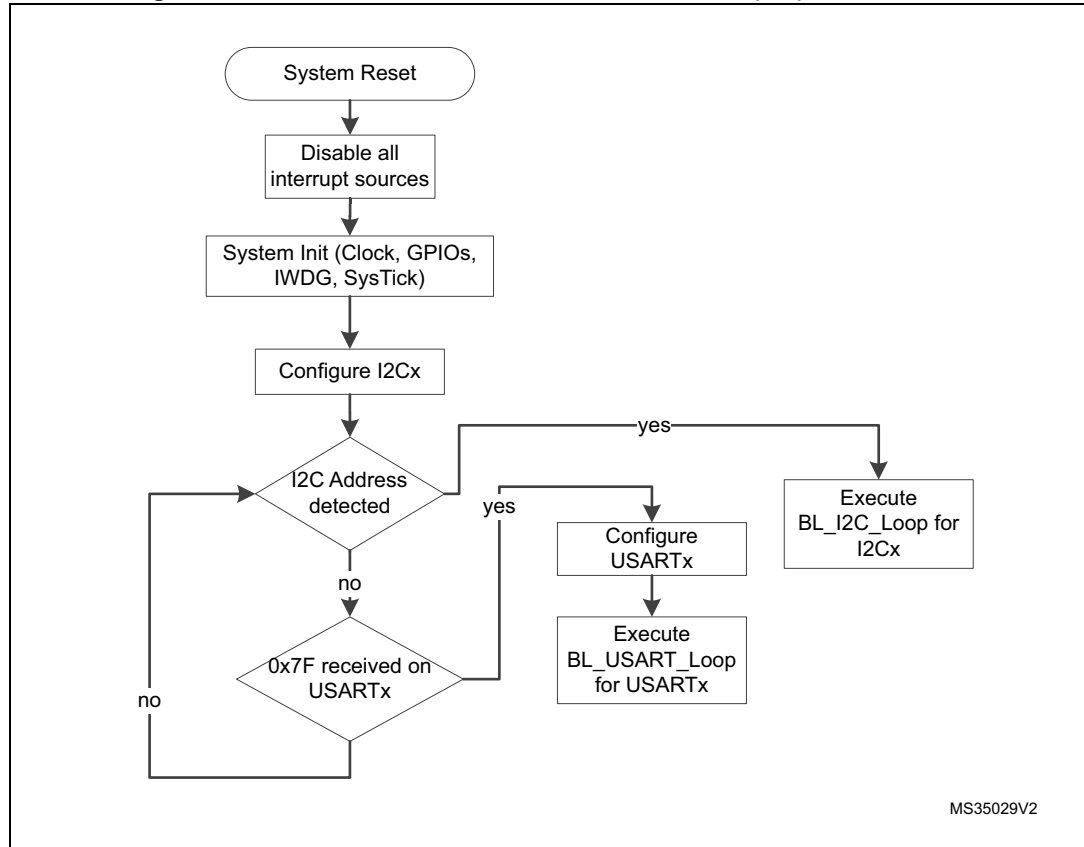 System Reset
Disable all
interrupt sources
System Init (Clock, GPIOs,
IWDG, SysTick)
Configure I2Cx
yes
I2C Address
detected
Execute
BL_I2C_Loop for
I2Cx
yes
Configure
USARTx
no
Execute
BL_USART_Loop
for USARTx
0x7F received on
USARTx
no
MS35029V2